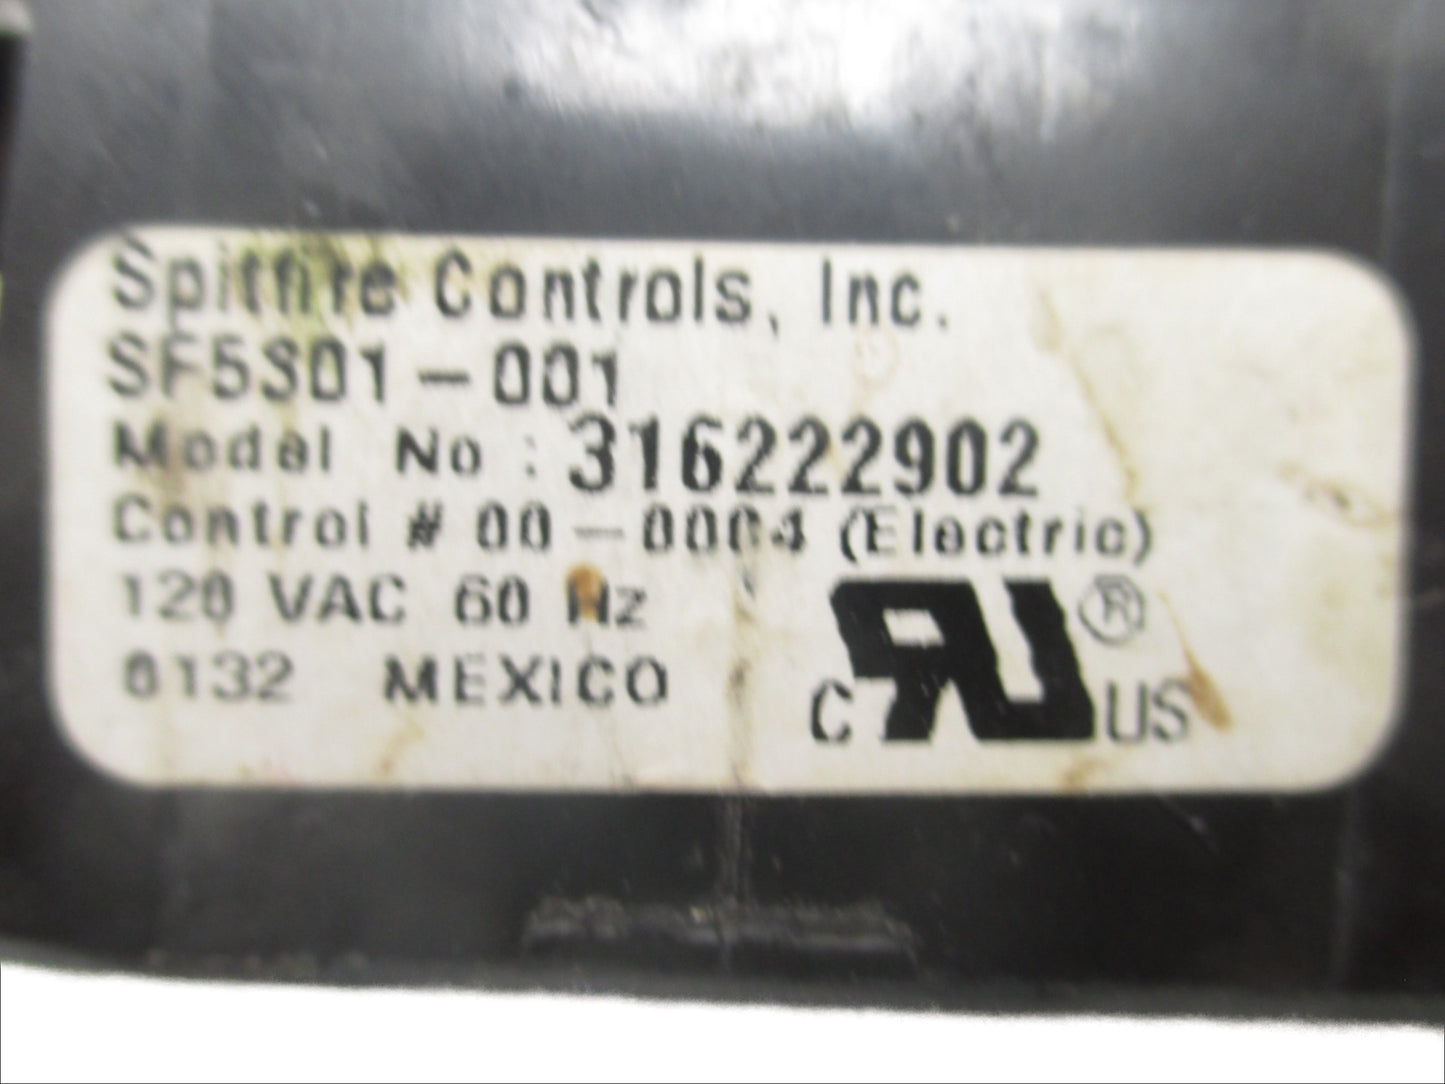 Spitfire Controls, Inc.
SF5S01-001
Model No: 316222902
Control # 00-0004 (Electric)
120 VAC 60 Hz
0132 MEXICO
C RU ® US